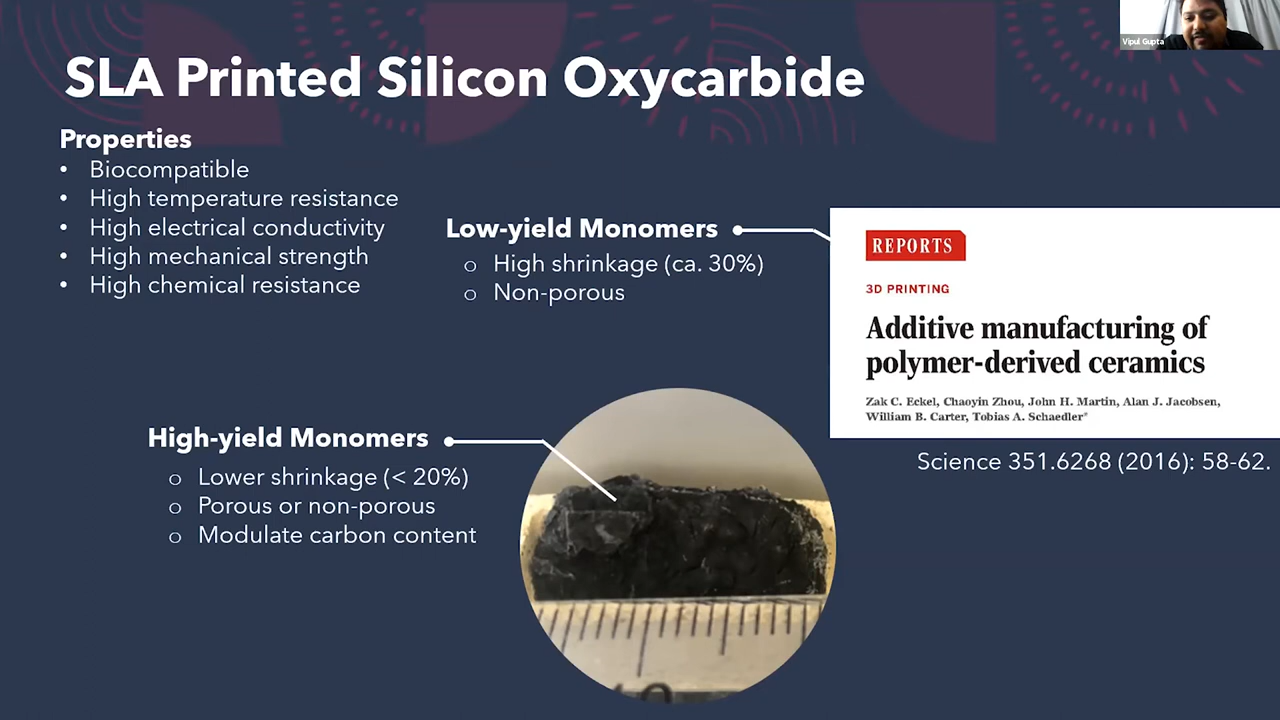 Vipul Gupta
SLA Printed Silicon Oxycarbide
Properties
• Biocompatible
• High temperature resistance
• High electrical conductivity
• High mechanical strength
• High chemical resistance
Low-yield Monomers
o High shrinkage (ca. 30%)
o Non-porous
REPORTS
3D PRINTING
Additive manufacturing of
polymer-derived ceramics
Zak C. Eckel, Chaoyin Zhou, John H. Martin, Alan J. Jacobsen,
William B. Carter, Tobias A. Schaedler*
Science 351.6268 (2016): 58-62.
High-yield Monomers
o Lower shrinkage (< 20%)
o Porous or non-porous
o Modulate carbon content